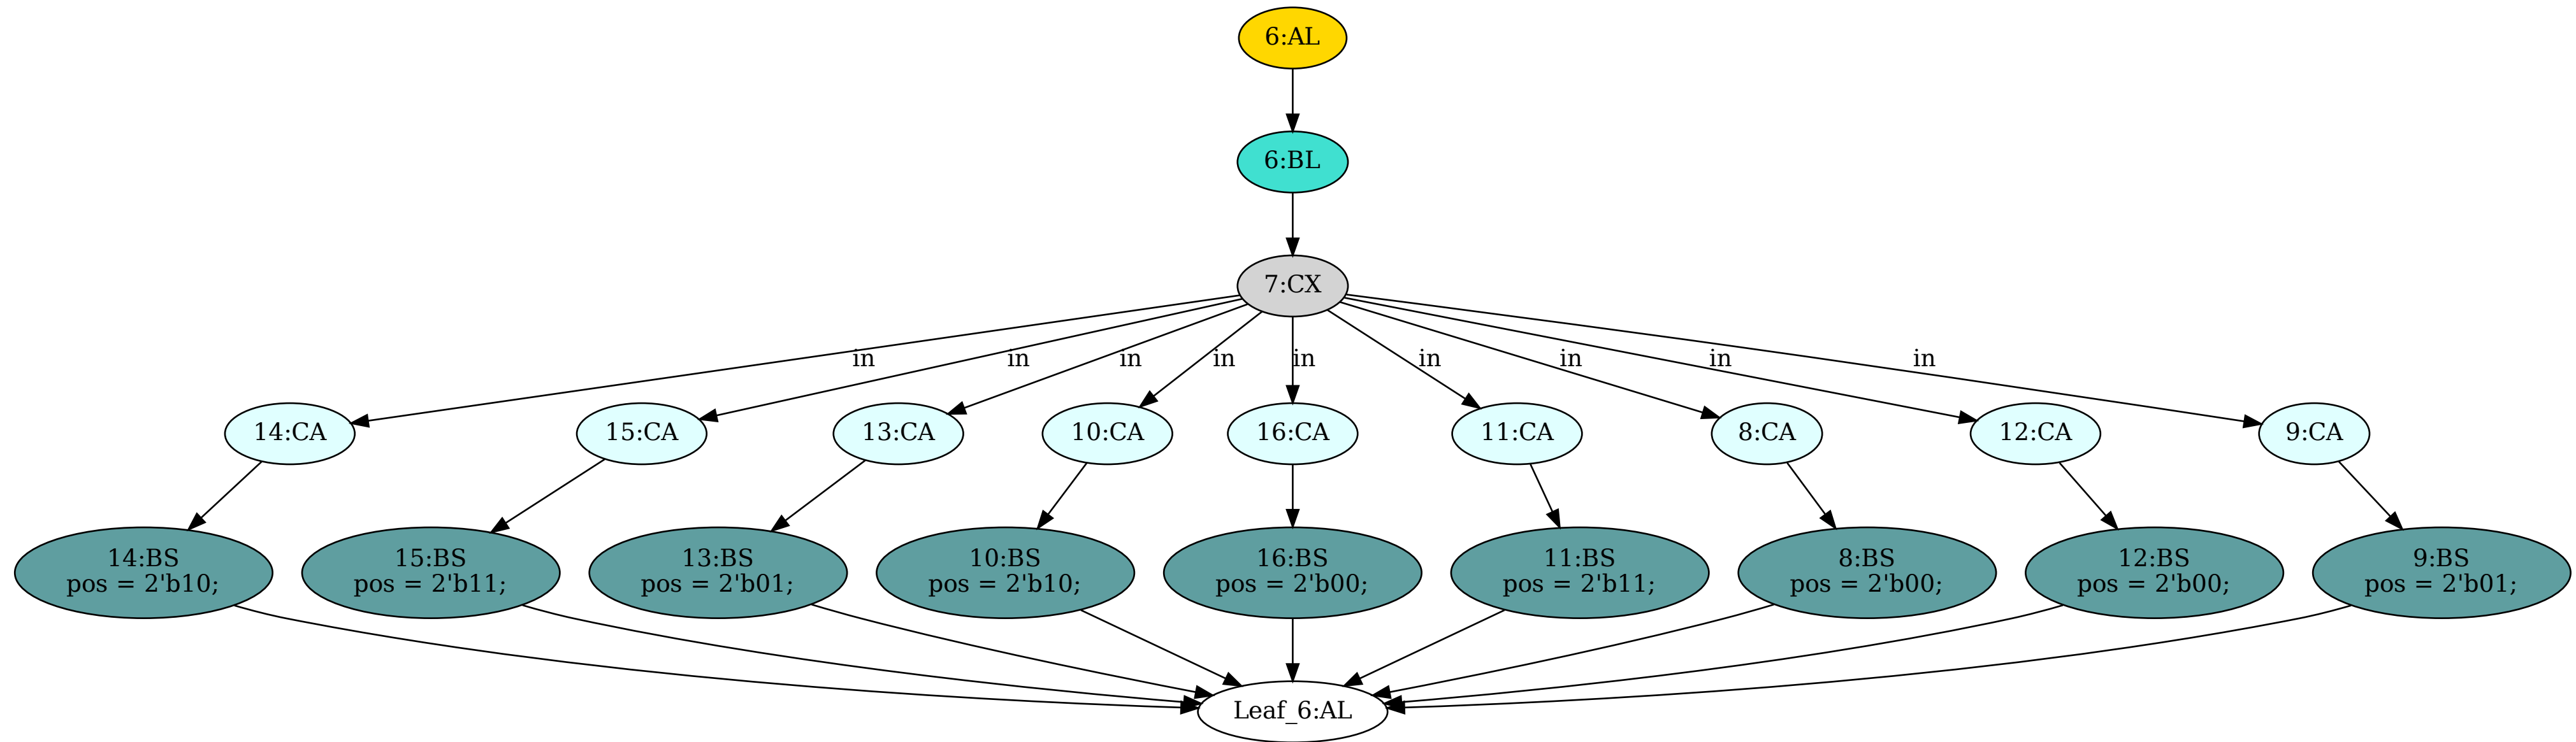 6:AL
6:BL
7:CX
in
in
in
in
in
in
in
in
in
14:CA
15:CA
13:CA
10:CA
16:CA
11:CA
8:CA
12:CA
9:CA
14:BS
pos = 2'b10;
15:BS
pos = 2'b11;
13:BS
pos = 2'b01;
10:BS
pos = 2'b10;
16:BS
pos = 2'b00;
11:BS
pos = 2'b11;
8:BS
pos = 2'b00;
12:BS
pos = 2'b00;
9:BS
pos = 2'b01;
Leaf_6:AL